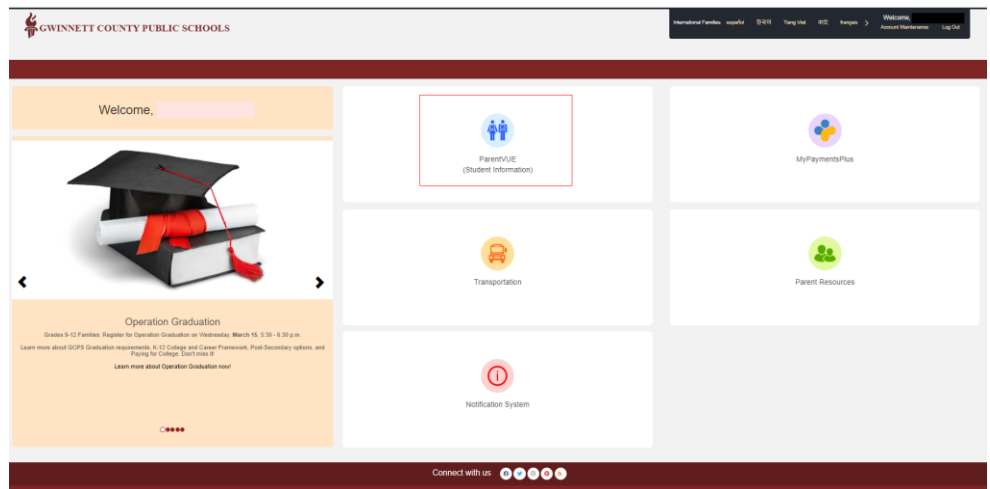 GWINNETT COUNTY PUBLIC SCHOOLS
International Families español 한국어 Tieng Viet 中文 français
Welcome,
Account Maintenance Log Out
Welcome,
ParentVUE
(Student Information)
MyPaymentsPlus
Transportation
Parent Resources
Operation Graduation
Grades 9-12 Families: Register for Operation Graduation on Wednesday, March 15, 5:30 - 6:30 p.m.
Learn more about GCPS Graduation requirements, K-12 College and Career Framework, Post-Secondary options, and
Paying for College. Don't miss it!
Learn more about Operation Graduation now!
Notification System
Connect with us